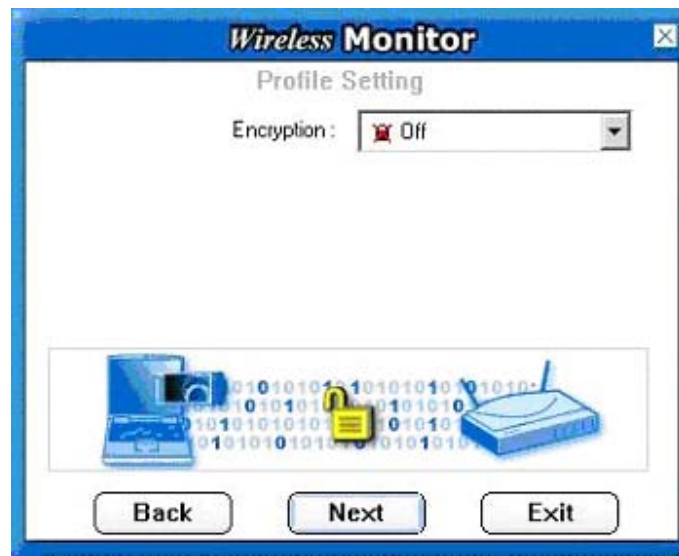 Wireless Monitor
Profile Setting
Encryption : Off
Back Next Exit